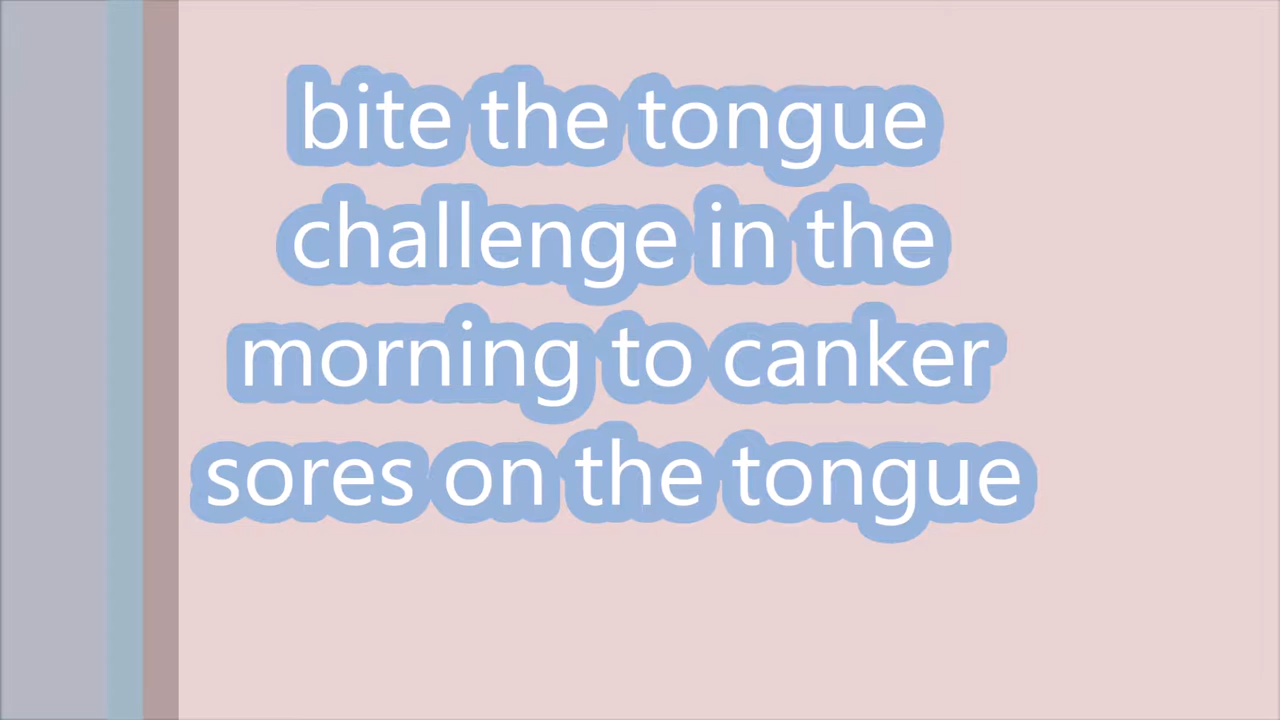 bite the tongue
challenge in the
morning to canker
sores on the tongue